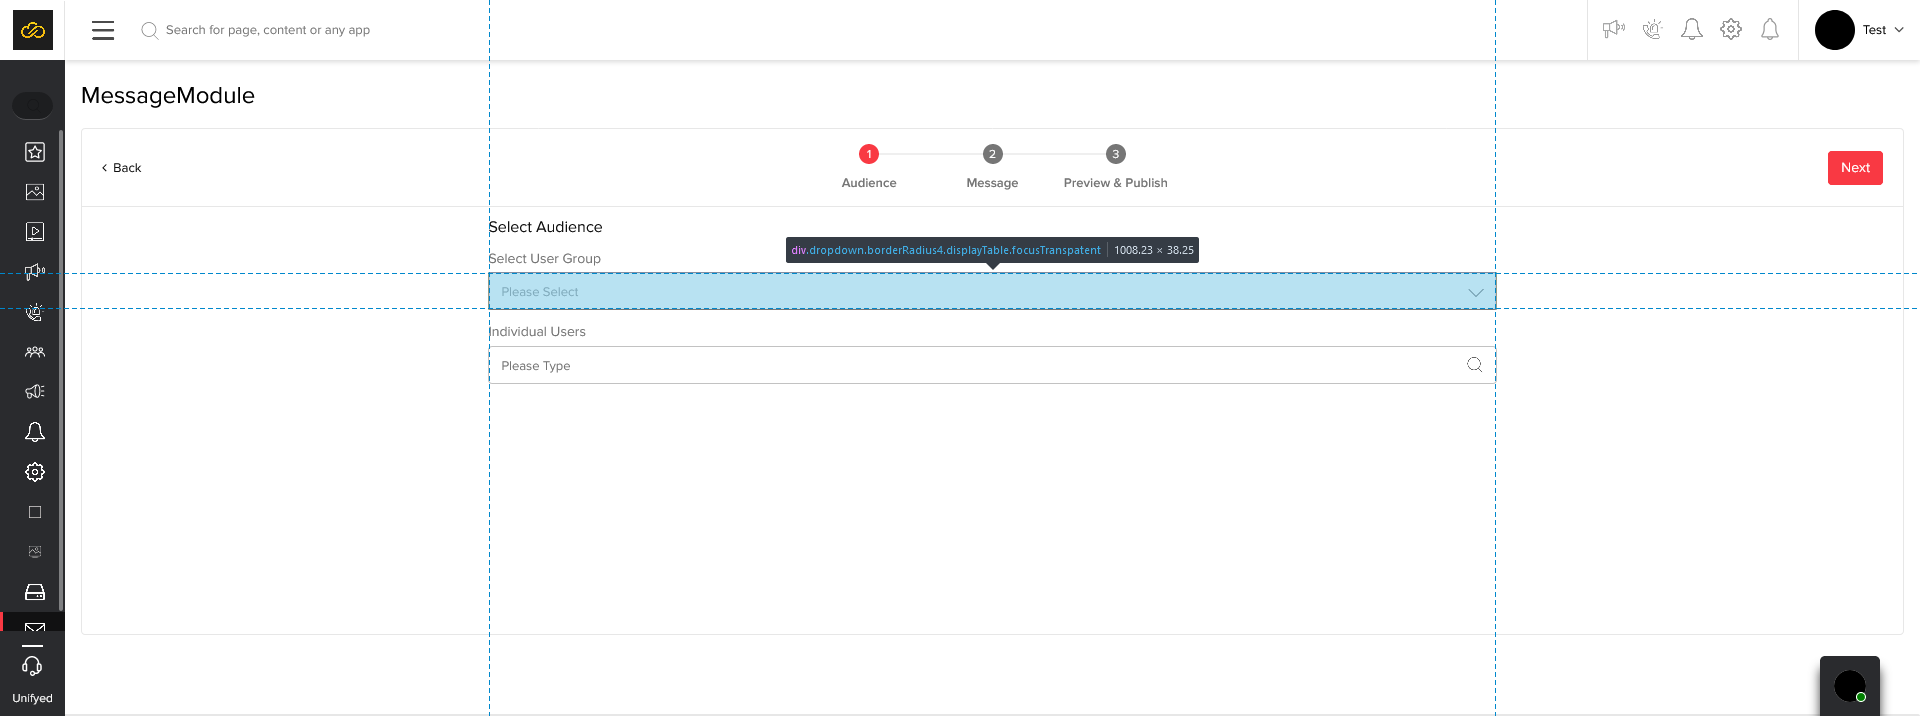 Search for page, content or any app
Test
MessageModule
Back
1
2
3
Audience
Message
Preview & Publish
Next
Select Audience
div.dropdown.borderRadius4.displayTable.focusTranspatent
1008.23 × 38.25
Select User Group
Please Select
Individual Users
Please Type
Unifyed